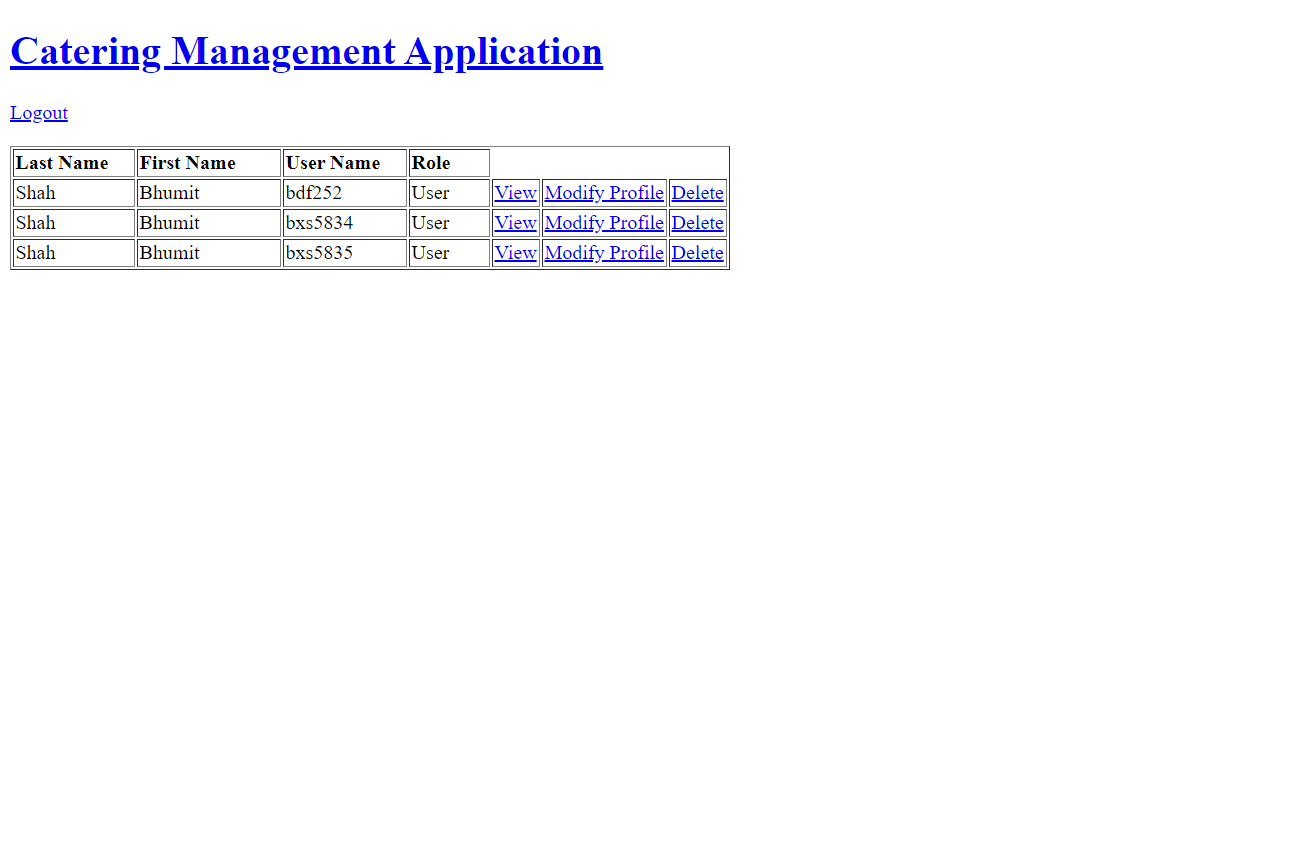 Catering Management Application
Logout
Last Name First Name User Name Role
Shah Bhumit bdf252 User View Modify Profile Delete
Shah Bhumit bxs5834 User View Modify Profile Delete
Shah Bhumit bxs5835 User View Modify Profile Delete